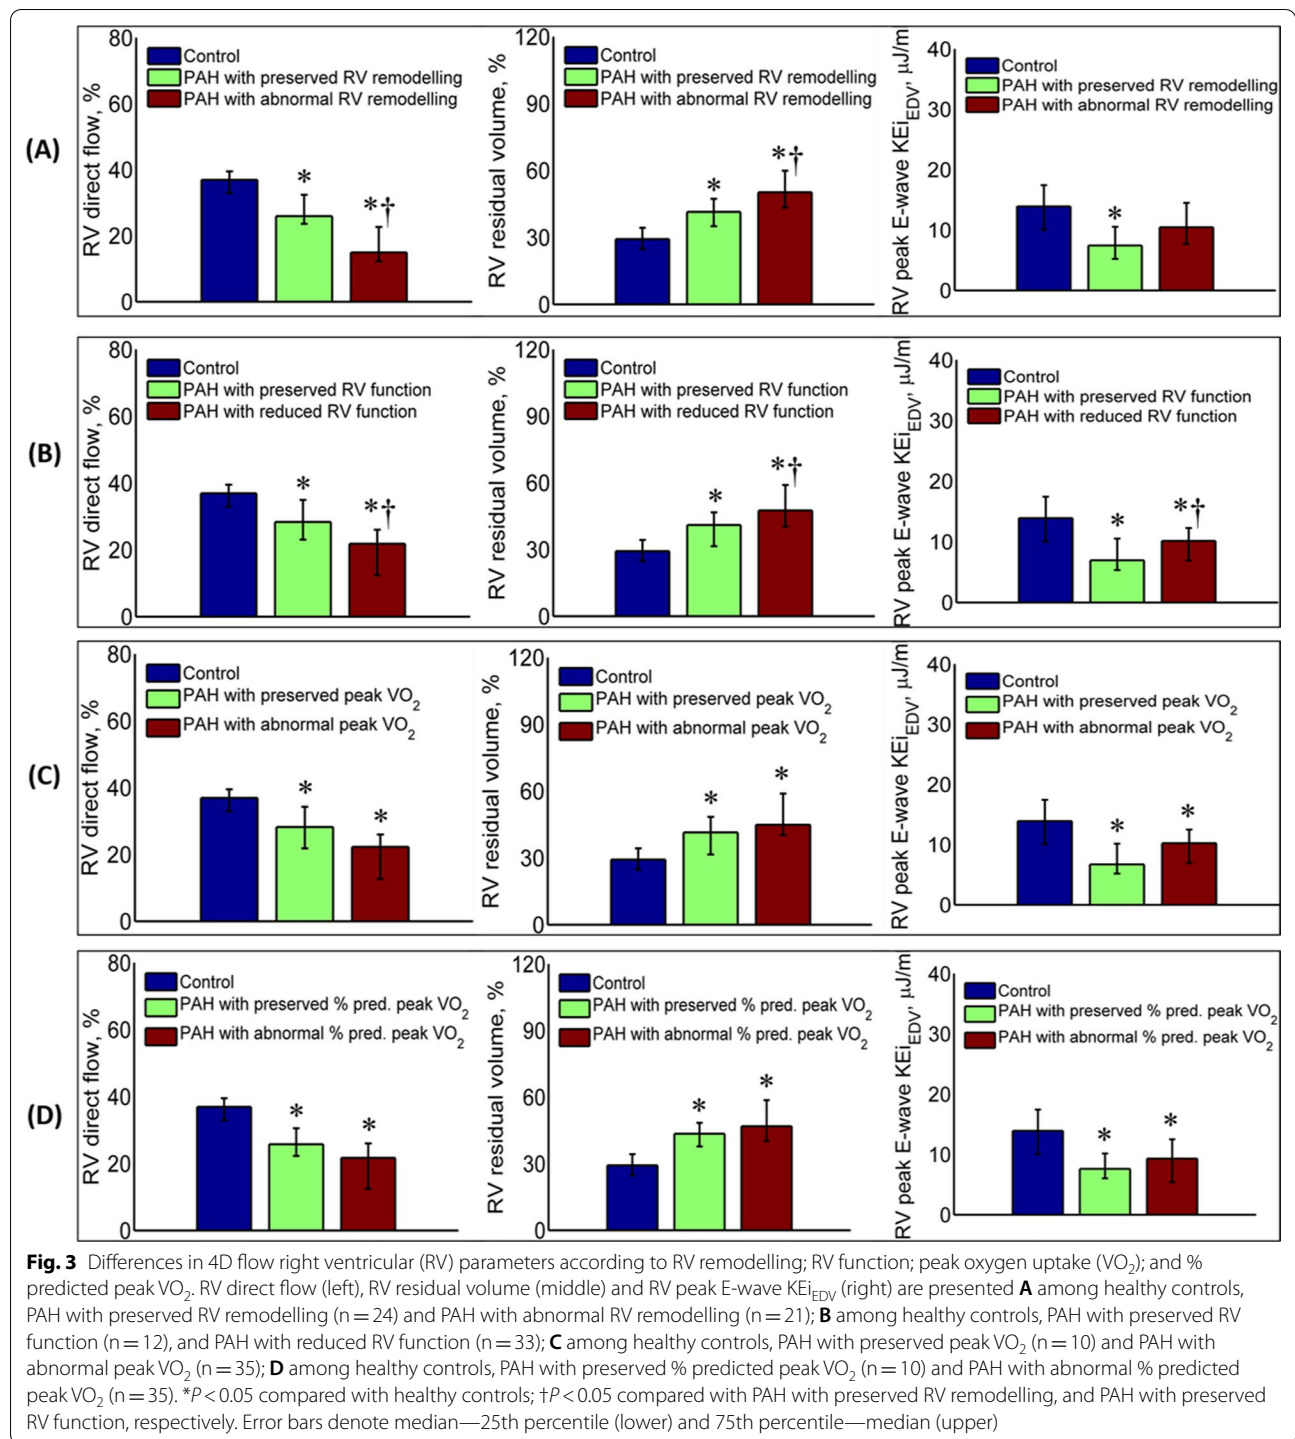 (A)
RV direct flow, %
80
60
40
20
0
Control
PAH with preserved RV remodelling
PAH with abnormal RV remodelling
*
*†
RV residual volume, %
120
90
60
30
0
Control
PAH with preserved RV remodelling
PAH with abnormal RV remodelling
*
*†
RV peak E-wave KEi_EDV, μJ/m
40
30
20
10
0
Control
PAH with preserved RV remodelling
PAH with abnormal RV remodelling
*
(B)
RV direct flow, %
80
60
40
20
0
Control
PAH with preserved RV function
PAH with reduced RV function
*
*†
RV residual volume, %
120
90
60
30
0
Control
PAH with preserved RV function
PAH with reduced RV function
*
*†
RV peak E-wave KEi_EDV, μJ/m
40
30
20
10
0
Control
PAH with preserved RV function
PAH with reduced RV function
*
*†
(C)
RV direct flow, %
80
60
40
20
0
Control
PAH with preserved peak VO₂
PAH with abnormal peak VO₂
*
*
RV residual volume, %
120
90
60
30
0
Control
PAH with preserved peak VO₂
PAH with abnormal peak VO₂
*
*
RV peak E-wave KEi_EDV, μJ/m
40
30
20
10
0
Control
PAH with preserved peak VO₂
PAH with abnormal peak VO₂
*
*
(D)
RV direct flow, %
80
60
40
20
0
Control
PAH with preserved % pred. peak VO₂
PAH with abnormal % pred. peak VO₂
*
*
RV residual volume, %
120
90
60
30
0
Control
PAH with preserved % pred. peak VO₂
PAH with abnormal % pred. peak VO₂
*
*
RV peak E-wave KEi_EDV, μJ/m
40
30
20
10
0
Control
PAH with preserved % pred. peak VO₂
PAH with abnormal % pred. peak VO₂
*
*
Fig. 3 Differences in 4D flow right ventricular (RV) parameters according to RV remodelling; RV function; peak oxygen uptake (VO₂); and %
predicted peak VO₂. RV direct flow (left), RV residual volume (middle) and RV peak E-wave KEi_EDV (right) are presented A among healthy controls,
PAH with preserved RV remodelling (n = 24) and PAH with abnormal RV remodelling (n = 21); B among healthy controls, PAH with preserved RV
function (n = 12), and PAH with reduced RV function (n = 33); C among healthy controls, PAH with preserved peak VO₂ (n = 10) and PAH with
abnormal peak VO₂ (n = 35); D among healthy controls, PAH with preserved % predicted peak VO₂ (n = 10) and PAH with abnormal % predicted
peak VO₂ (n = 35). *P < 0.05 compared with healthy controls; †P < 0.05 compared with PAH with preserved RV remodelling, and PAH with preserved
RV function, respectively. Error bars denote median—25th percentile (lower) and 75th percentile—median (upper)